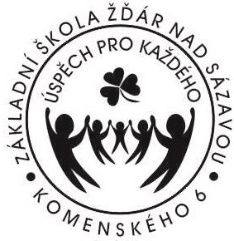 ZÁKLADNÍ ŠKOLA ŽĎÁR NAD SÁZAVOU
ÚSPĚCH PRO KAŽDÉHO
• KOMENSKÉHO 6 •